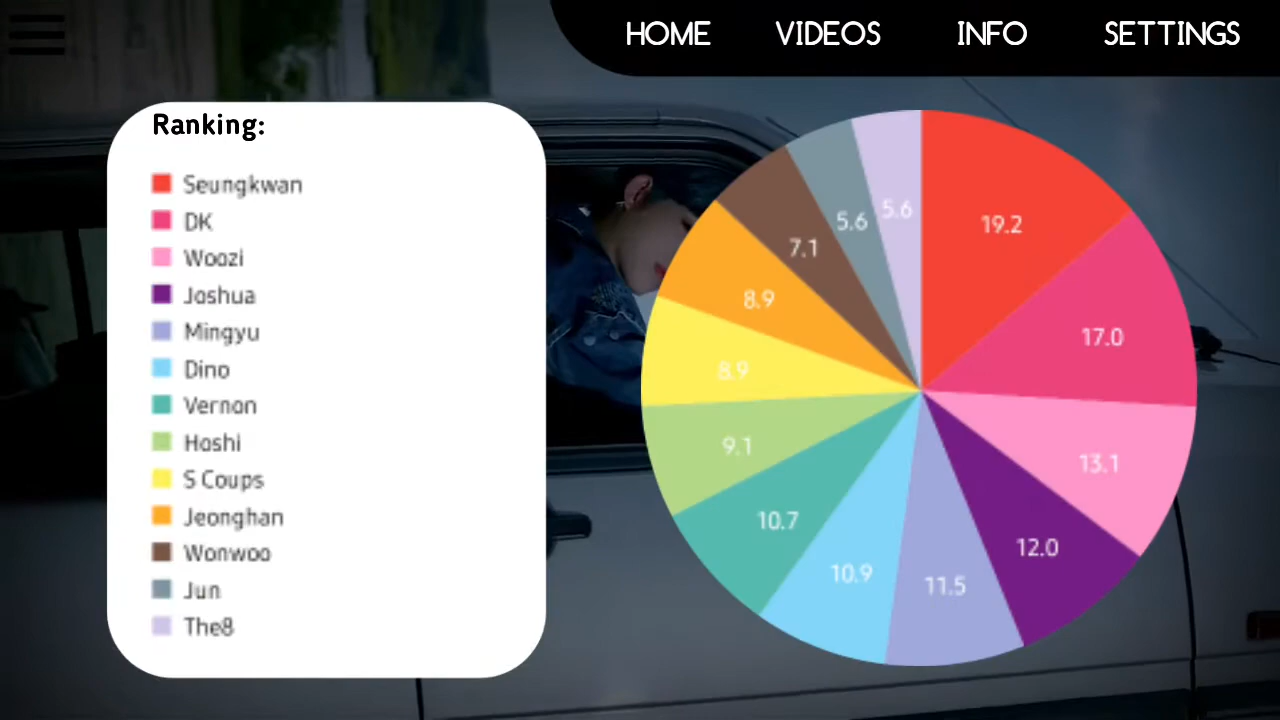 HOME VIDEOS INFO SETTINGS
Ranking:
Seungkwan
DK
Woozi
Joshua
Mingyu
Dino
Vernon
Hoshi
S Coups
Jeonghan
Wonwoo
Jun
The8
19.2
17.0
13.1
12.0
11.5
10.9
10.7
9.1
8.9
8.9
7.1
5.6
5.6